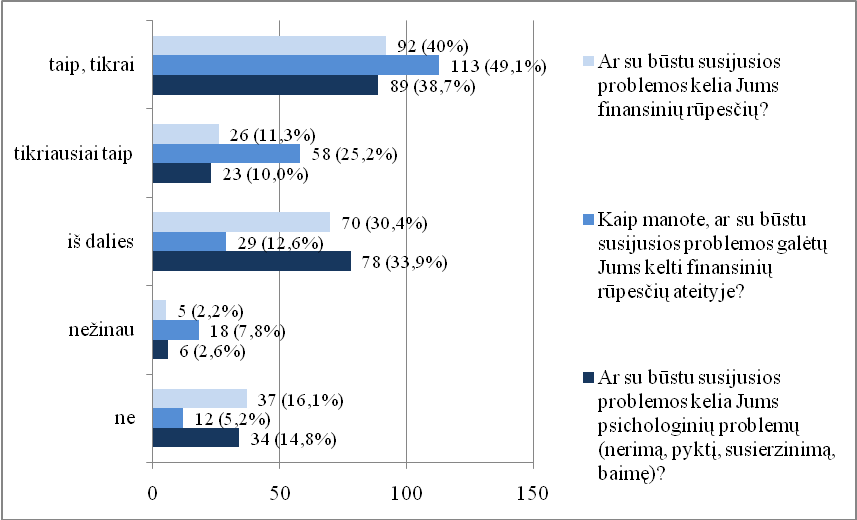 taip, tikrai
92 (40%)
113 (49,1%)
89 (38,7%)
tikriausiai taip
26 (11,3%)
58 (25,2%)
23 (10,0%)
iš dalies
70 (30,4%)
29 (12,6%)
78 (33,9%)
nežinau
5 (2,2%)
18 (7,8%)
6 (2,6%)
ne
37 (16,1%)
12 (5,2%)
34 (14,8%)
0
50
100
150
Ar su būstu susijusios
problemos kelia Jums
finansinių rūpesčių?
Kaip manote, ar su būstu
susijusios problemos galėtų
Jums kelti finansinių
rūpesčių ateityje?
Ar su būstu susijusios
problemos kelia Jums
psichologinių problemų
(nerimą, pyktį, susierzinimą,
baimę)?